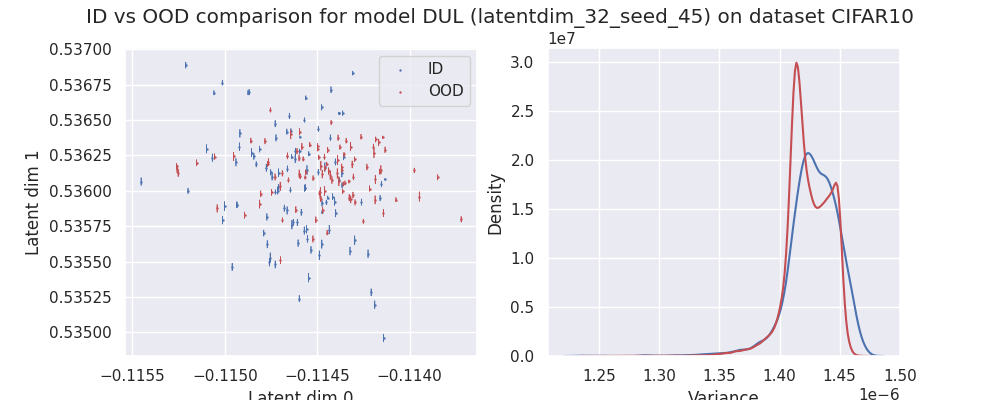 ID vs OOD comparison for model DUL (latentdim_32_seed_45) on dataset CIFAR10
0.53700
0.53675
0.53650
0.53625
0.53600
0.53575
0.53550
0.53525
0.53500
Latent dim 1
−0.1155
−0.1150
−0.1145
−0.1140
Latent dim 0
ID
OOD
1e7
3.0
2.5
2.0
1.5
1.0
0.5
0.0
Density
1.25
1.30
1.35
1.40
1.45
1.50
1e−6
Variance